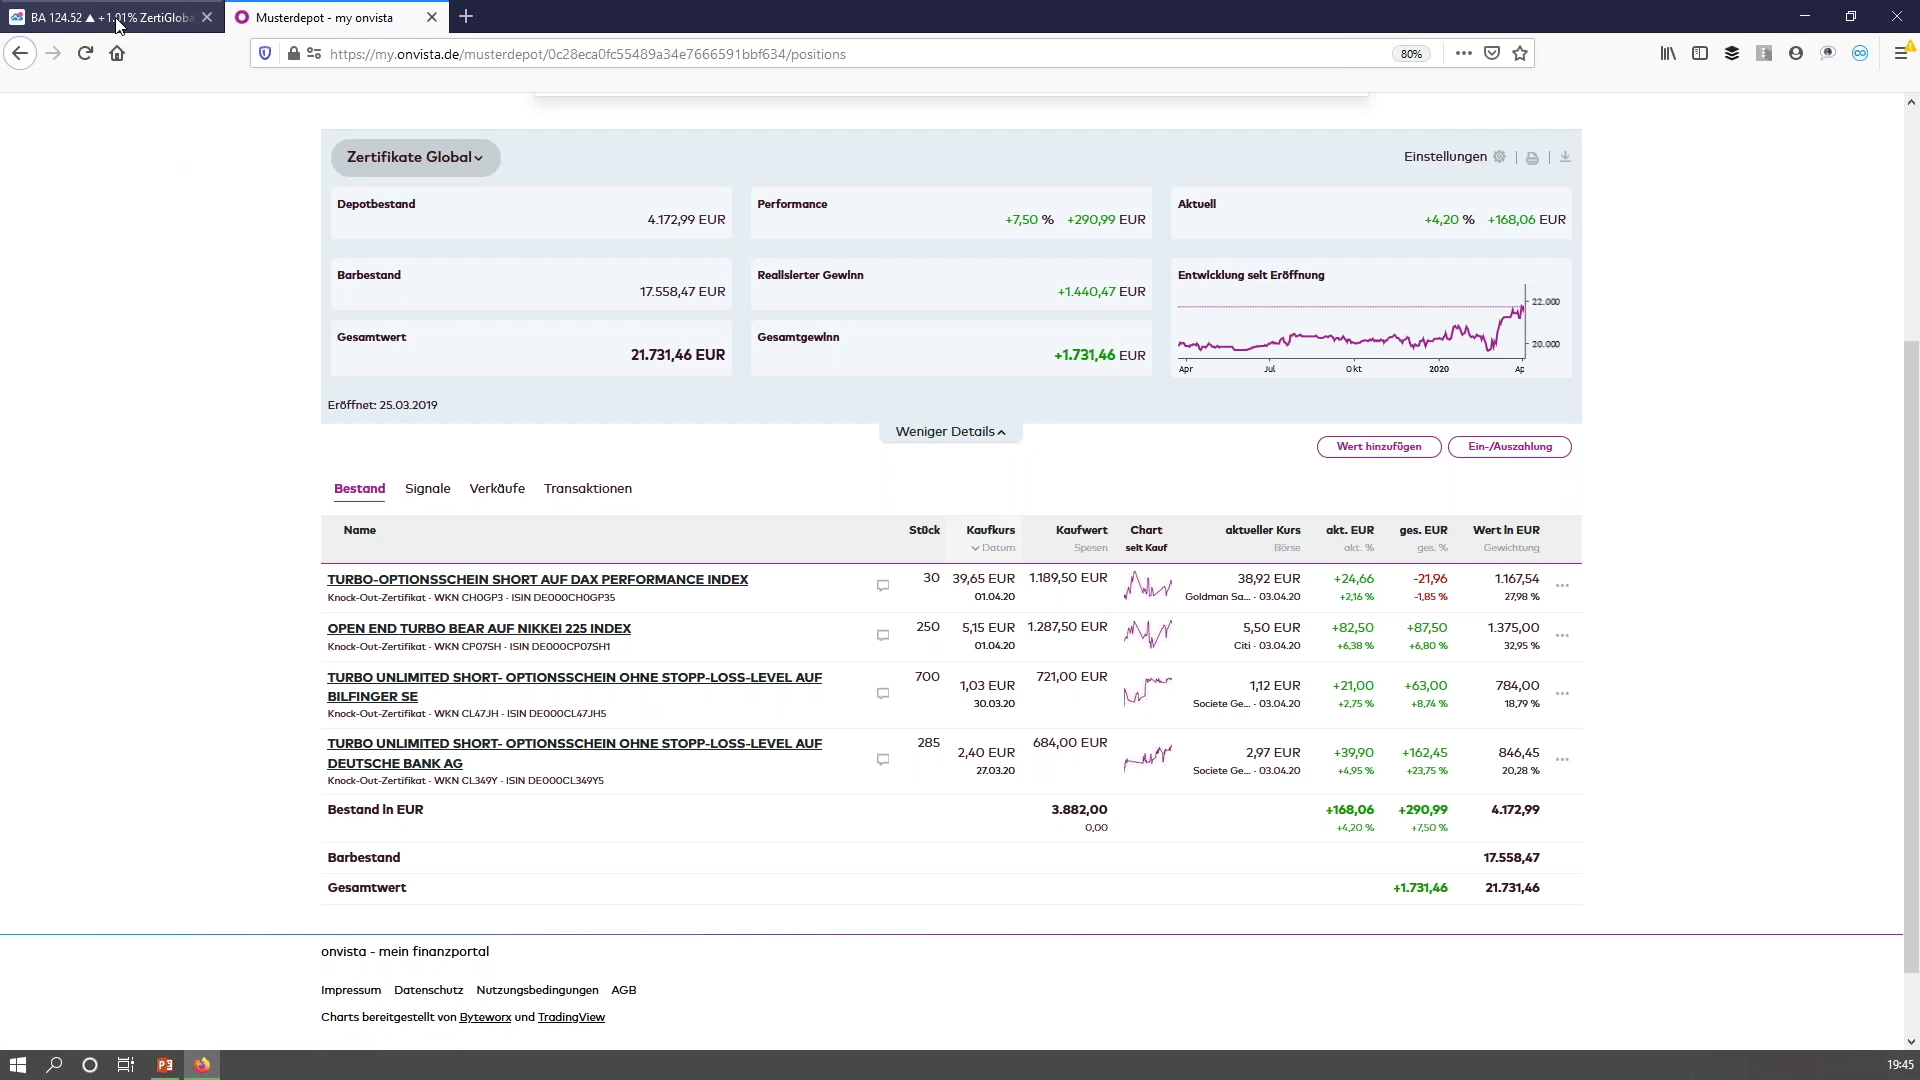 BA 124.52 ▲ +1.01% ZertiGloba
Musterdepot - my onvista
https://my.onvista.de/musterdepot/0c28eca0fc55489a34e7666591bbf634/positions
80%
Zertifikate Global
Einstellungen
Depotbestand
4.172,99 EUR
Performance
+7,50 % +290,99 EUR
Aktuell
+4,20 % +168,06 EUR
Barbestand
17.558,47 EUR
Realisierter Gewinn
+1.440,47 EUR
Entwicklung seit Eröffnung
22.000
20.000
Apr Jul Okt 2020 Ap
Gesamtwert
21.731,46 EUR
Gesamtgewinn
+1.731,46 EUR
Eröffnet: 25.03.2019
Weniger Details
Wert hinzufügen
Ein-/Auszahlung
Bestand Signale Verkäufe Transaktionen
Name Stück Kaufkurs Kaufwert Chart aktueller Kurs akt. EUR ges. EUR Wert in EUR
Datum Spesen seit Kauf Börse akt. % ges. % Gewichtung
TURBO-OPTIONSSCHEIN SHORT AUF DAX PERFORMANCE INDEX 30 39,65 EUR 1.189,50 EUR 38,92 EUR +24,66 -21,96 1.167,54
Knock-Out-Zertifikat - WKN CH0GP3 - ISIN DE000CH0GP35 01.04.20 Goldman Sa... - 03.04.20 +2,16 % -1,85 % 27,98 %
OPEN END TURBO BEAR AUF NIKKEI 225 INDEX 250 5,15 EUR 1.287,50 EUR 5,50 EUR +82,50 +87,50 1.375,00
Knock-Out-Zertifikat - WKN CP07SH - ISIN DE000CP07SH1 01.04.20 Citi - 03.04.20 +6,38 % +6,80 % 32,95 %
TURBO UNLIMITED SHORT- OPTIONSSCHEIN OHNE STOPP-LOSS-LEVEL AUF 700 721,00 EUR
BILFINGER SE 1,03 EUR 1,12 EUR +21,00 +63,00 784,00
Knock-Out-Zertifikat - WKN CL47JH - ISIN DE000CL47JH5 30.03.20 Societe Ge... - 03.04.20 +2,75 % +8,74 % 18,79 %
TURBO UNLIMITED SHORT- OPTIONSSCHEIN OHNE STOPP-LOSS-LEVEL AUF 285 684,00 EUR
DEUTSCHE BANK AG 2,40 EUR 2,97 EUR +39,90 +162,45 846,45
Knock-Out-Zertifikat - WKN CL349Y - ISIN DE000CL349Y5 27.03.20 Societe Ge... - 03.04.20 +4,95 % +23,75 % 20,28 %
Bestand in EUR 3.882,00 +168,06 +290,99 4.172,99
0,00 +4,20 % +7,50 %
Barbestand 17.558,47
Gesamtwert +1.731,46 21.731,46
onvista - mein finanzportal
Impressum Datenschutz Nutzungsbedingungen AGB
Charts bereitgestellt von Byteworx und TradingView
19:45